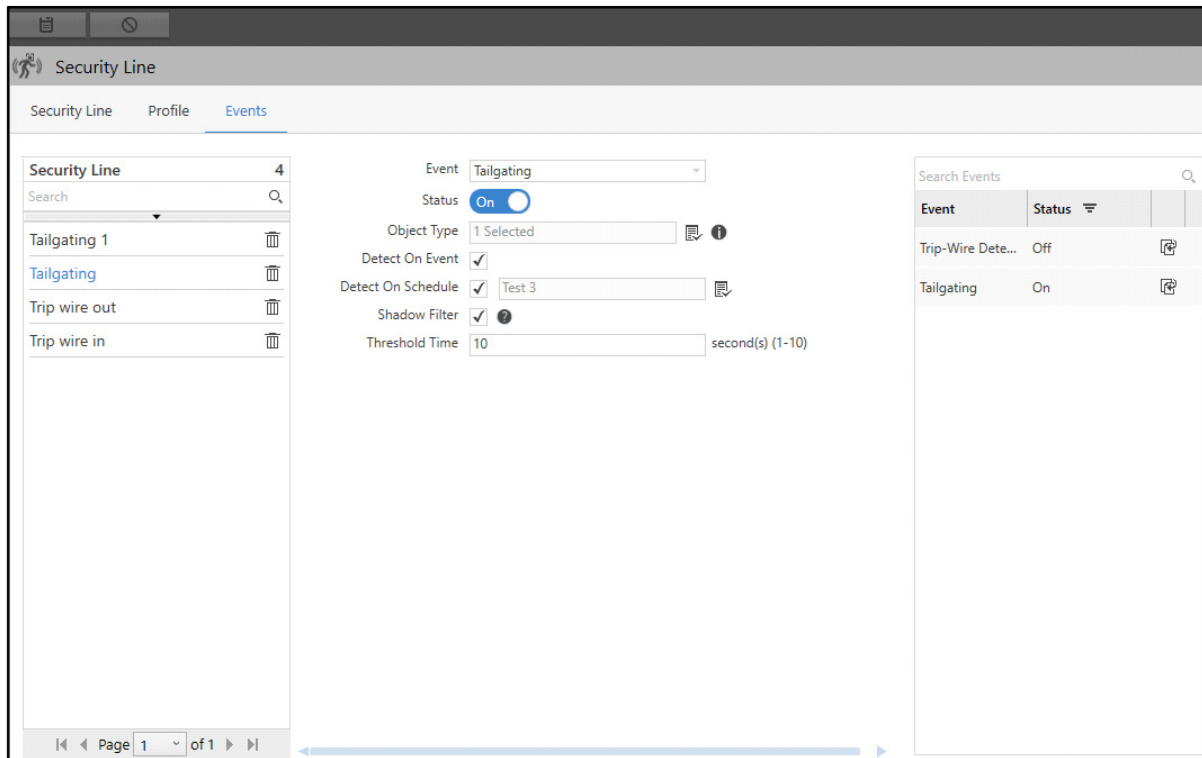 Security Line
Security Line Profile Events
Security Line 4
Search
Tailgating 1
Tailgating
Trip wire out
Trip wire in
Page 1 of 1
Event Tailgating
Status On
Object Type 1 Selected
Detect On Event
Detect On Schedule Test 3
Shadow Filter
Threshold Time 10 second(s) (1-10)
Search Events
Event Status
Trip-Wire Dete... Off
Tailgating On